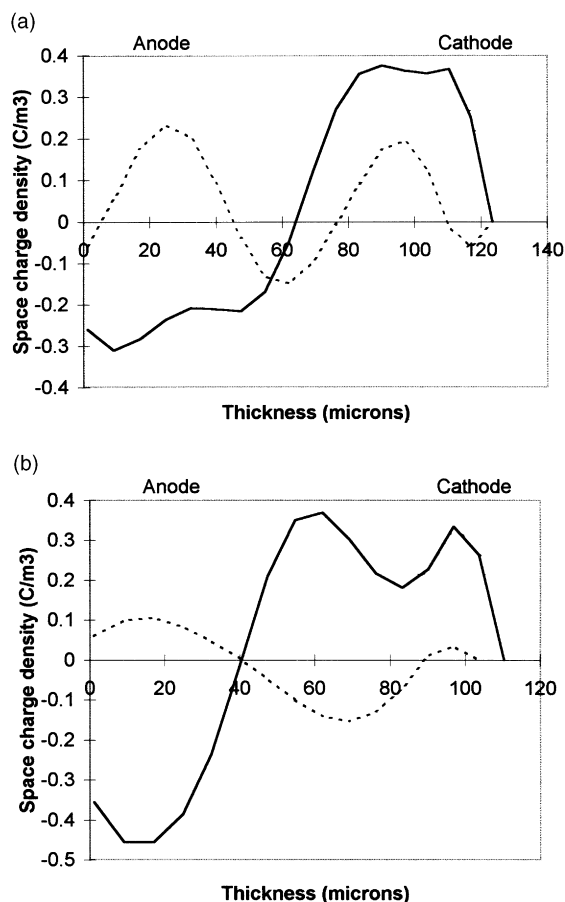 (a)
Anode Cathode
0.4
0.3
0.2
0.1
0
-0.1
-0.2
-0.3
-0.4
0 20 40 60 80 100 120 140
Space charge density (C/m3)
Thickness (microns)
(b)
Anode Cathode
0.4
0.3
0.2
0.1
0
-0.1
-0.2
-0.3
-0.4
-0.5
0 20 40 60 80 100 120
Space charge density (C/m3)
Thickness (microns)